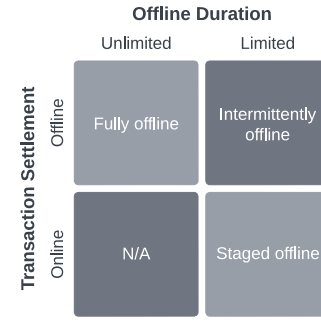 Offline Duration
Unlimited
Limited
Transaction Settlement
Offline
Fully offline
Intermittently
offline
Online
N/A
Staged offline